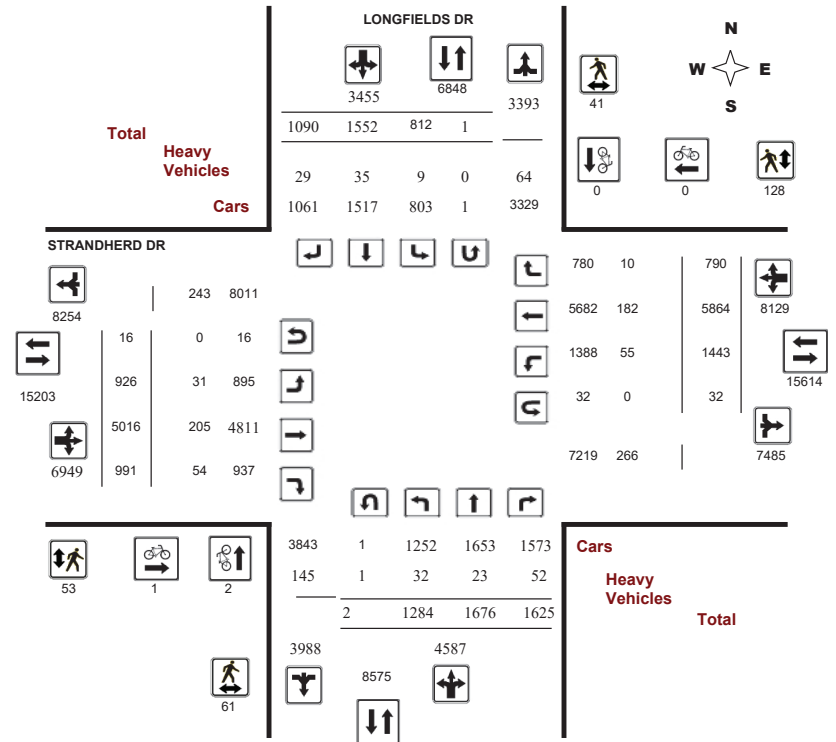 LONGFIELDS DR
N
W E
S
3455 6848 3393 41
Total 1090 1552 812 1
Heavy
Vehicles 29 35 9 0 64
Cars 1061 1517 803 1 3329
0 0 128
STRANDHERD DR
8254 243 8011
16 0 16
15203 926 31 895
5016 205 4811
6949 991 54 937
780 10 790
5682 182 5864 8129
1388 55 1443 15614
32 0 32
7219 266 7485
3843 1 1252 1653 1573 Cars
145 1 32 23 52 Heavy
Vehicles
2 1284 1676 1625 Total
53 1 2
3988 8575 4587
61